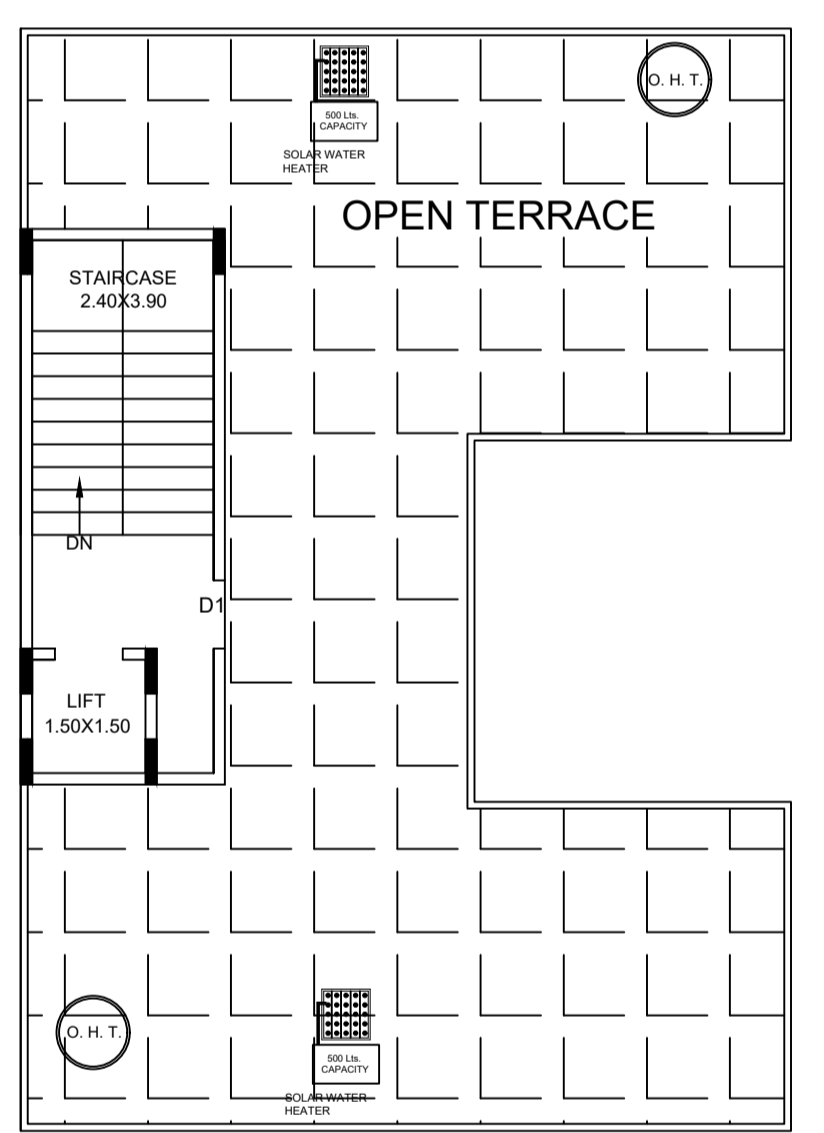 O. H. T.
500 Lts.
CAPACITY
SOLAR WATER
HEATER
OPEN TERRACE
STAIRCASE
2.40X3.90
DN
D1
LIFT
1.50X1.50
O. H. T.
500 Lts.
CAPACITY
SOLAR WATER
HEATER